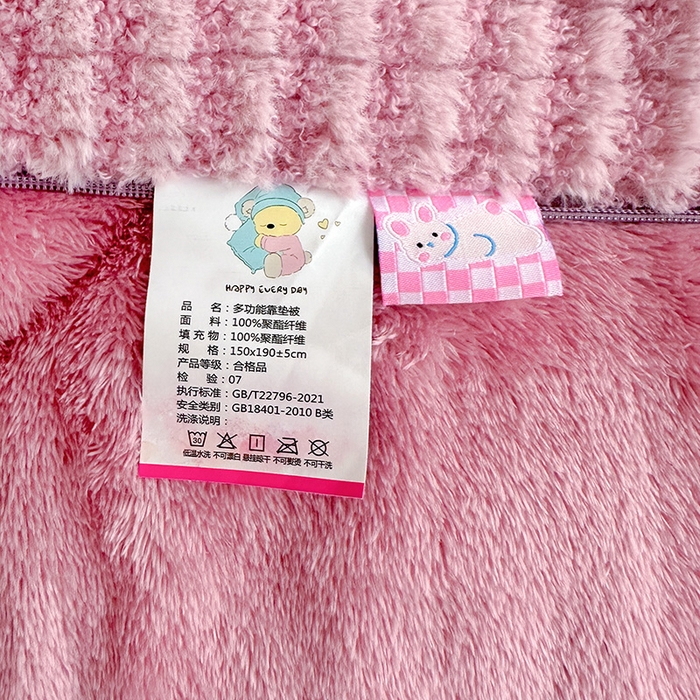 HAPPY EVERY DAY
品 名：多功能靠垫被
面 料：100%聚酯纤维
填 充 物：100%聚酯纤维
规 格：150x190±5cm
产品等级：合格品
检 验：07
执行标准：GB/T22796-2021
安全类别：GB18401-2010 B类
洗涤说明：
30
低温水洗 不可漂白 悬挂晾干 不可熨烫 不可干洗